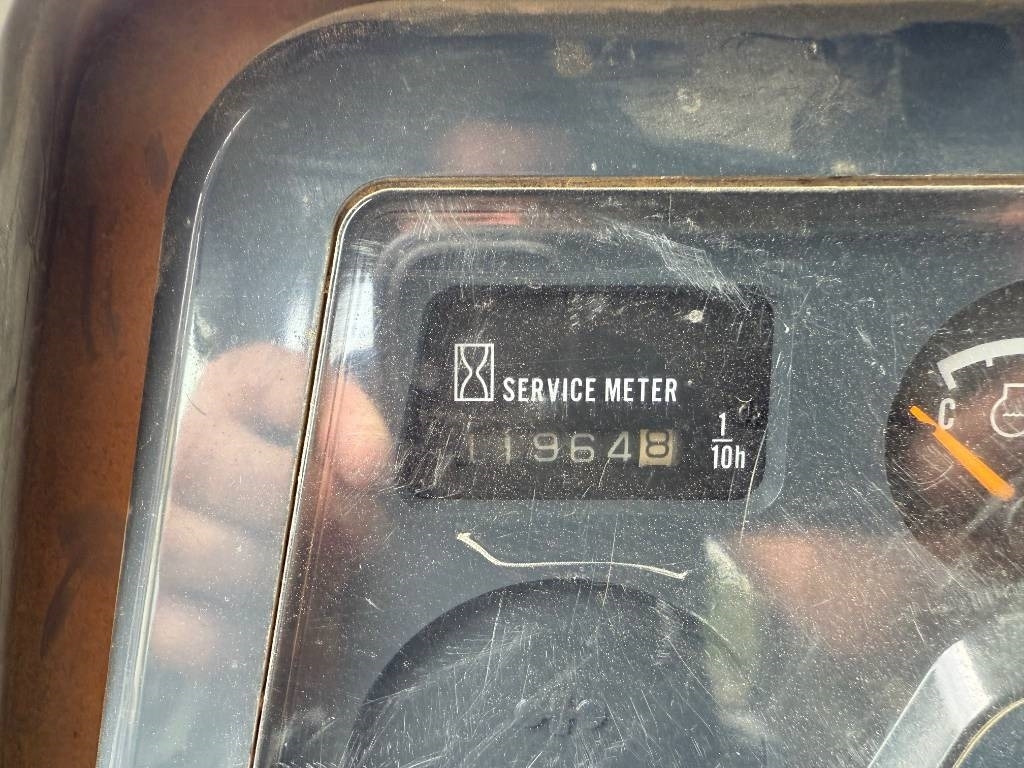 SERVICE METER
119648
1/10h
C